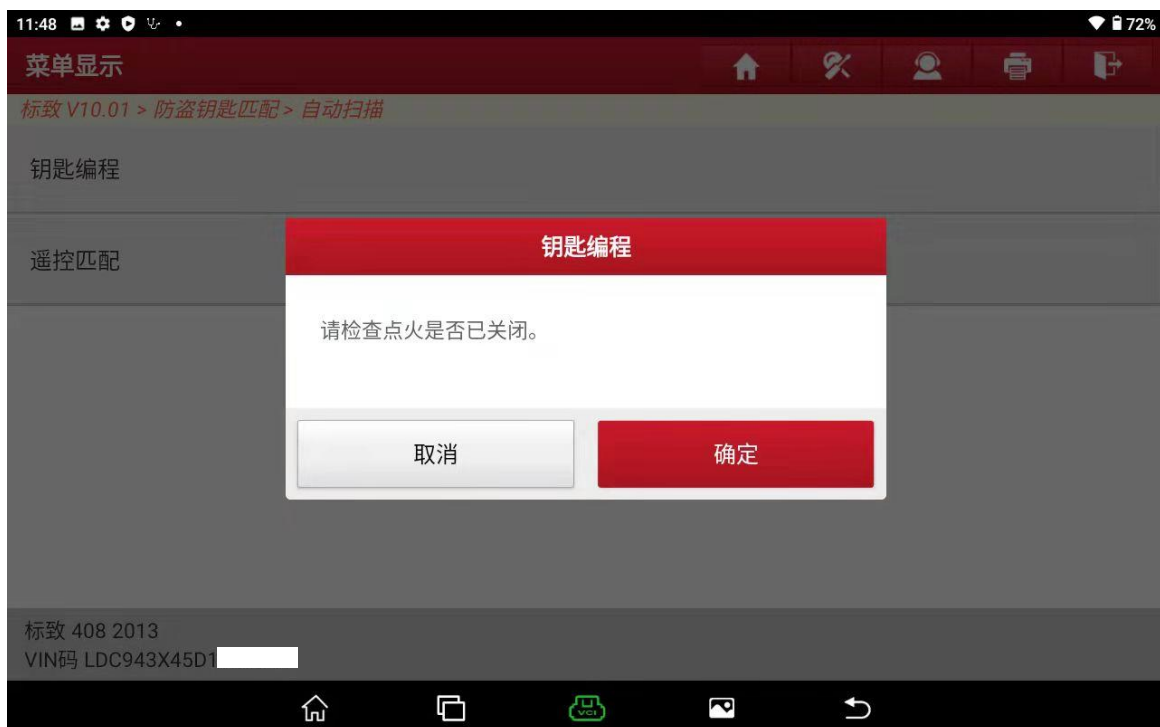 11:48
72%
菜单显示
标致 V10.01 > 防盗钥匙匹配 > 自动扫描
钥匙编程
遥控匹配
钥匙编程
请检查点火是否已关闭。
取消
确定
标致 408 2013
VIN码 LDC943X45D1
VCI